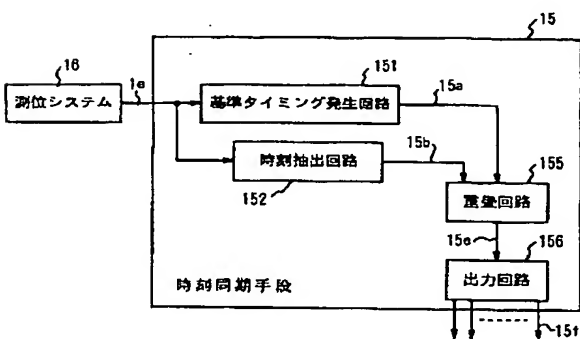 15
16
151
測位システム
1e
基準タイミング発生回路
15a
時刻抽出回路
15b
152
155
重畳回路
15e
156
出力回路
時刻同期手段
15f